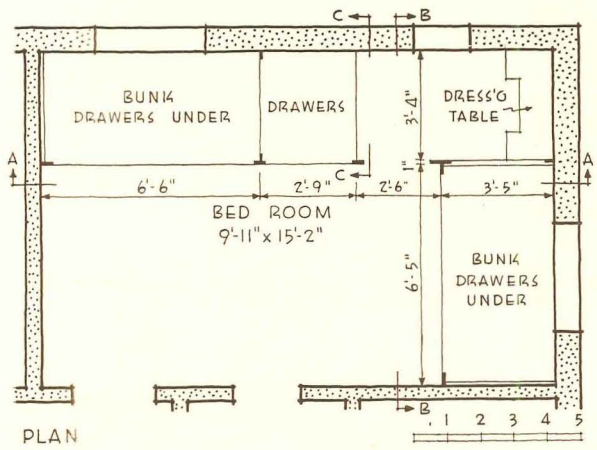 C B
BUNK
DRAWERS UNDER
DRAWERS
3'-4"
DRESS'G
TABLE
A A
C
1"
6'-6" 2'-9" 2'-6" 3'-5"
BED ROOM
9'-11" x 15'-2"
6'-5"
BUNK
DRAWERS
UNDER
B
PLAN
1 2 3 4 5